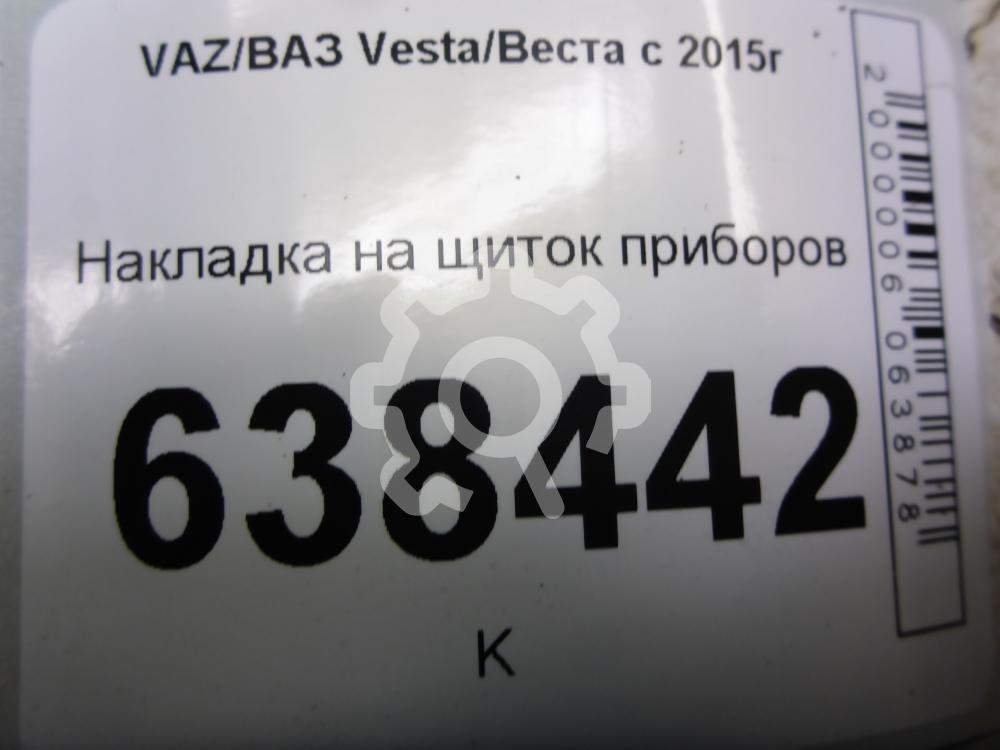 VAZ/ВАЗ Vesta/Веста с 2015г
Накладка на щиток приборов
638442
К
2000006063878